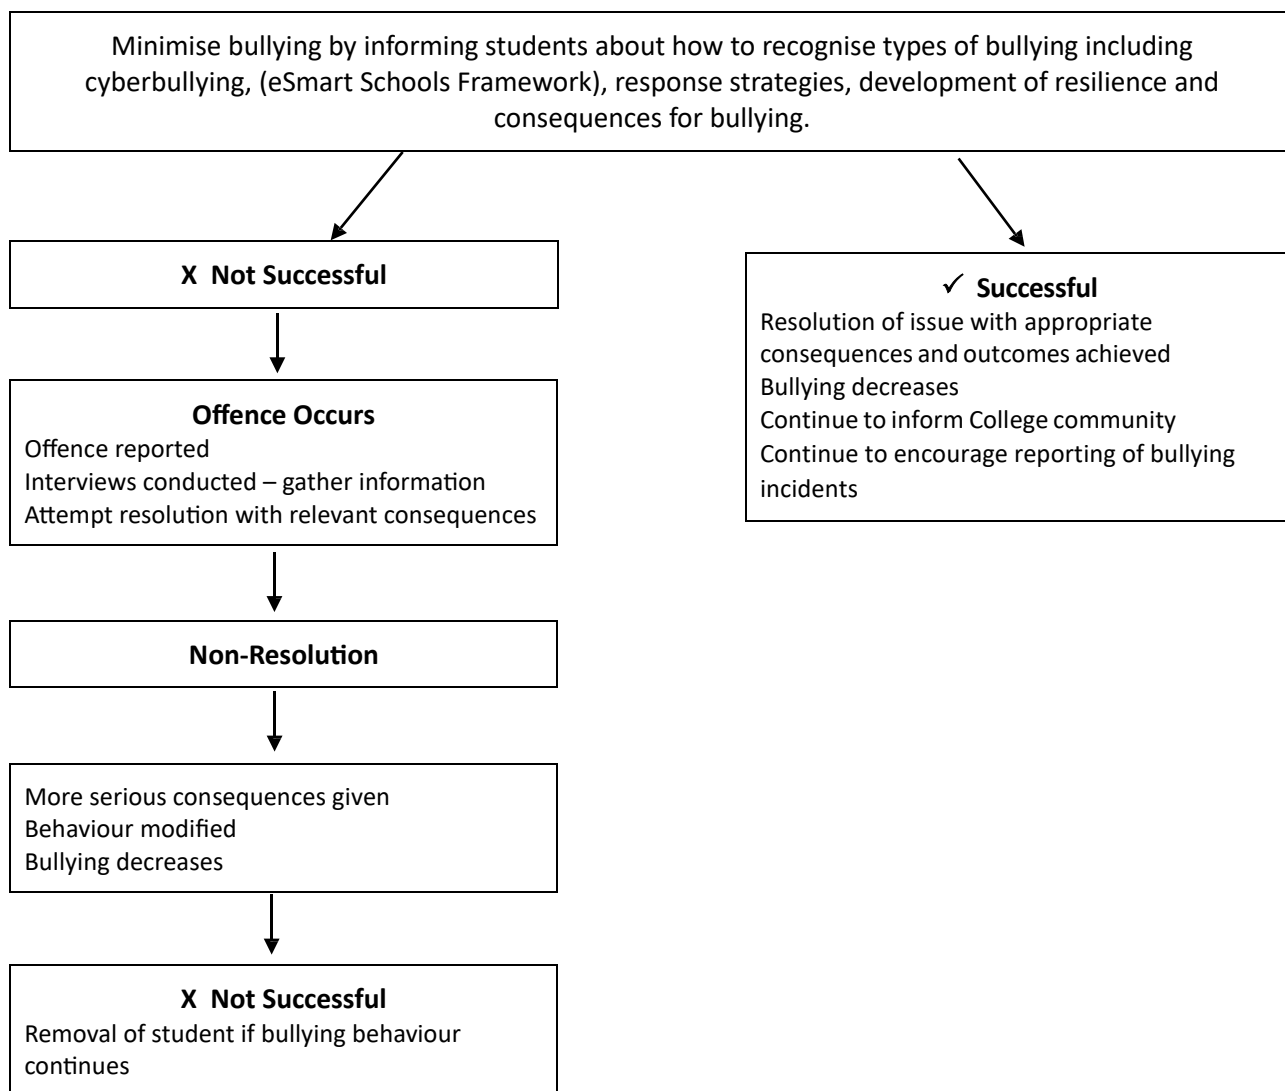 Minimise bullying by informing students about how to recognise types of bullying including
cyberbullying, (eSmart Schools Framework), response strategies, development of resilience and
consequences for bullying.
X Not Successful
Offence Occurs
Offence reported
Interviews conducted – gather information
Attempt resolution with relevant consequences
Non-Resolution
More serious consequences given
Behaviour modified
Bullying decreases
X Not Successful
Removal of student if bullying behaviour
continues
✓ Successful
Resolution of issue with appropriate
consequences and outcomes achieved
Bullying decreases
Continue to inform College community
Continue to encourage reporting of bullying
incidents